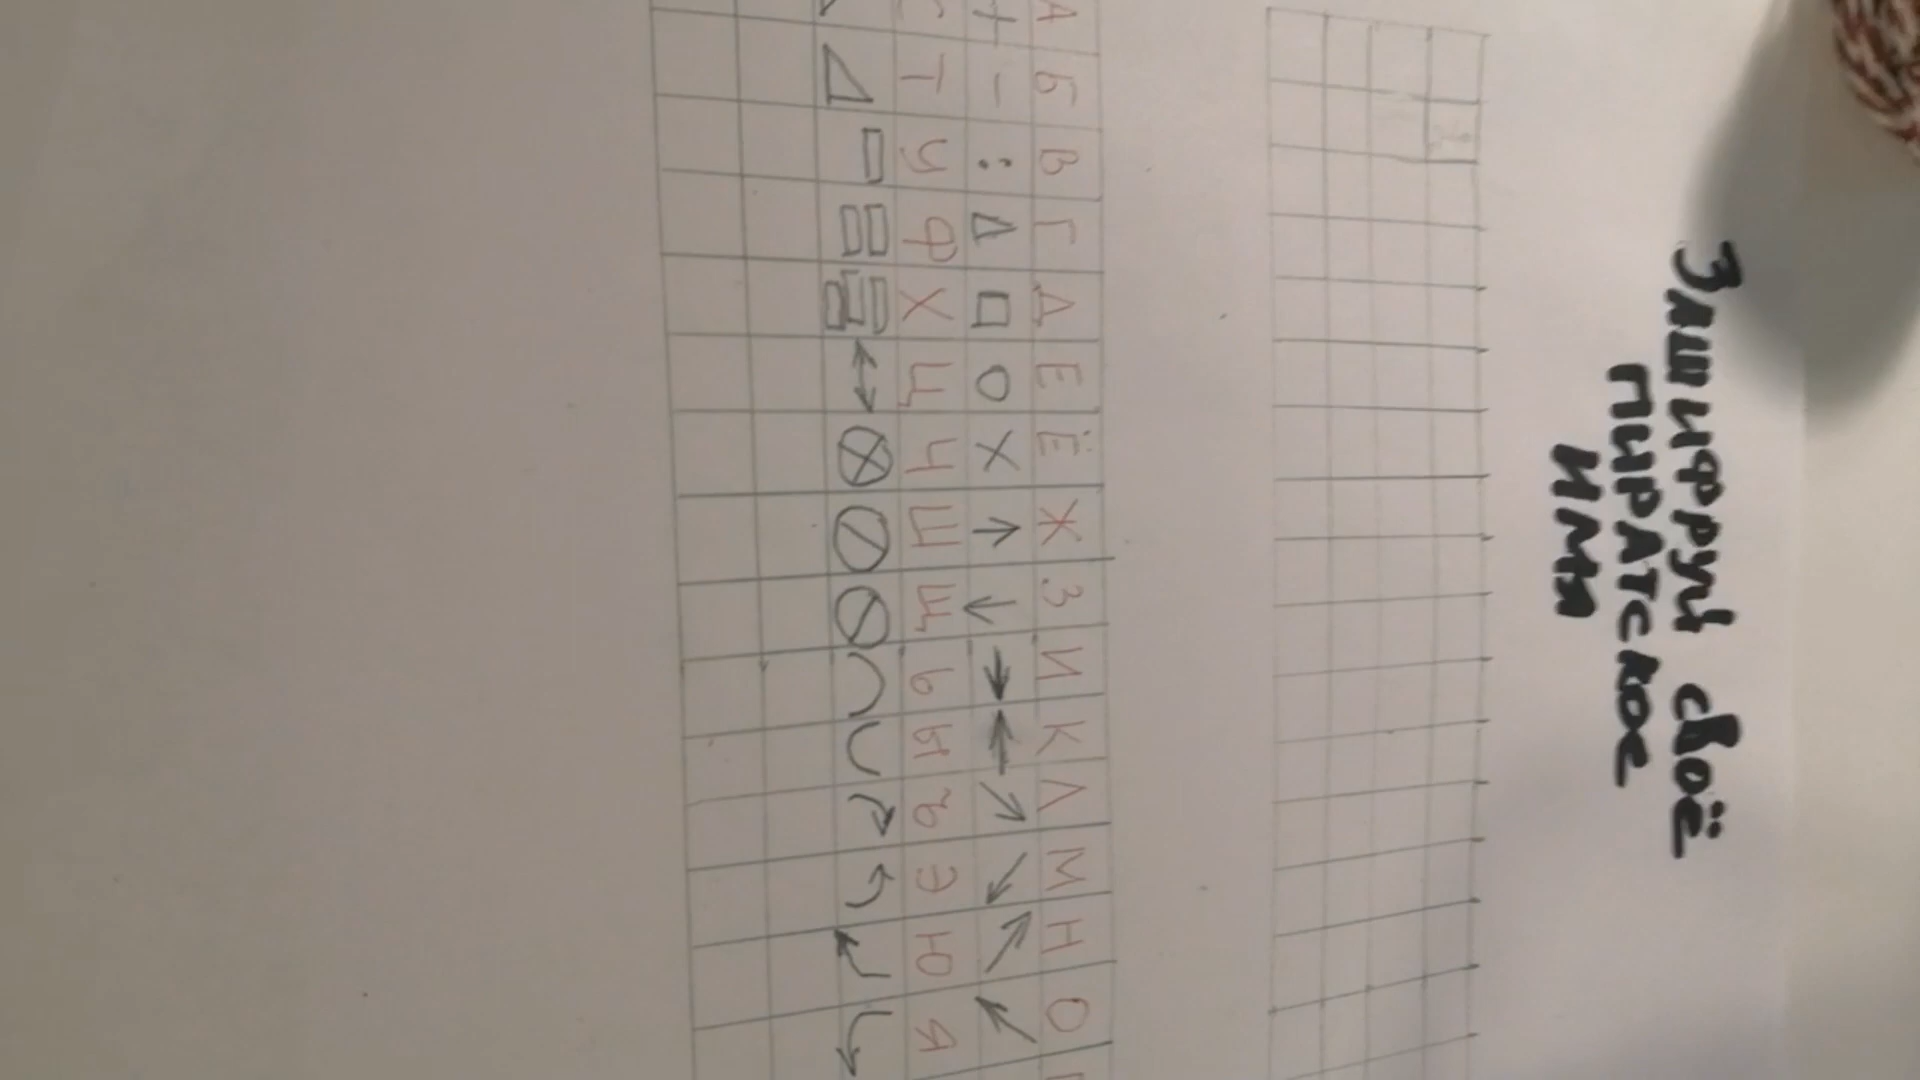 Зашифруй своё
пиратское
имя
А Б В Г Д Е Ё Ж З И К Л М Н О
+ - : Δ □ ○ × → ← ↓ ↑ ↘ ↙ ↗ ↖
С Т У Ф Х Ц Ч Ш Щ Ь Ы Ъ Э Ю Я